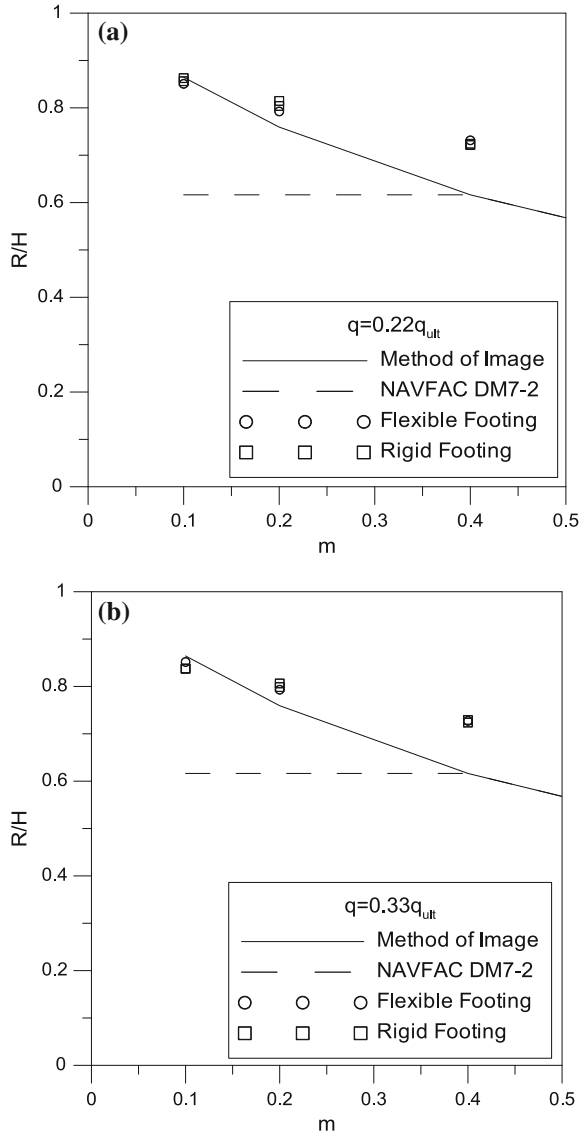 (a)
1
0.8
0.6
0.4
0.2
0
R/H
q=0.22qult
Method of Image
NAVFAC DM7-2
Flexible Footing
Rigid Footing
0 0.1 0.2 0.3 0.4 0.5
m
(b)
1
0.8
0.6
0.4
0.2
0
R/H
q=0.33qult
Method of Image
NAVFAC DM7-2
Flexible Footing
Rigid Footing
0 0.1 0.2 0.3 0.4 0.5
m